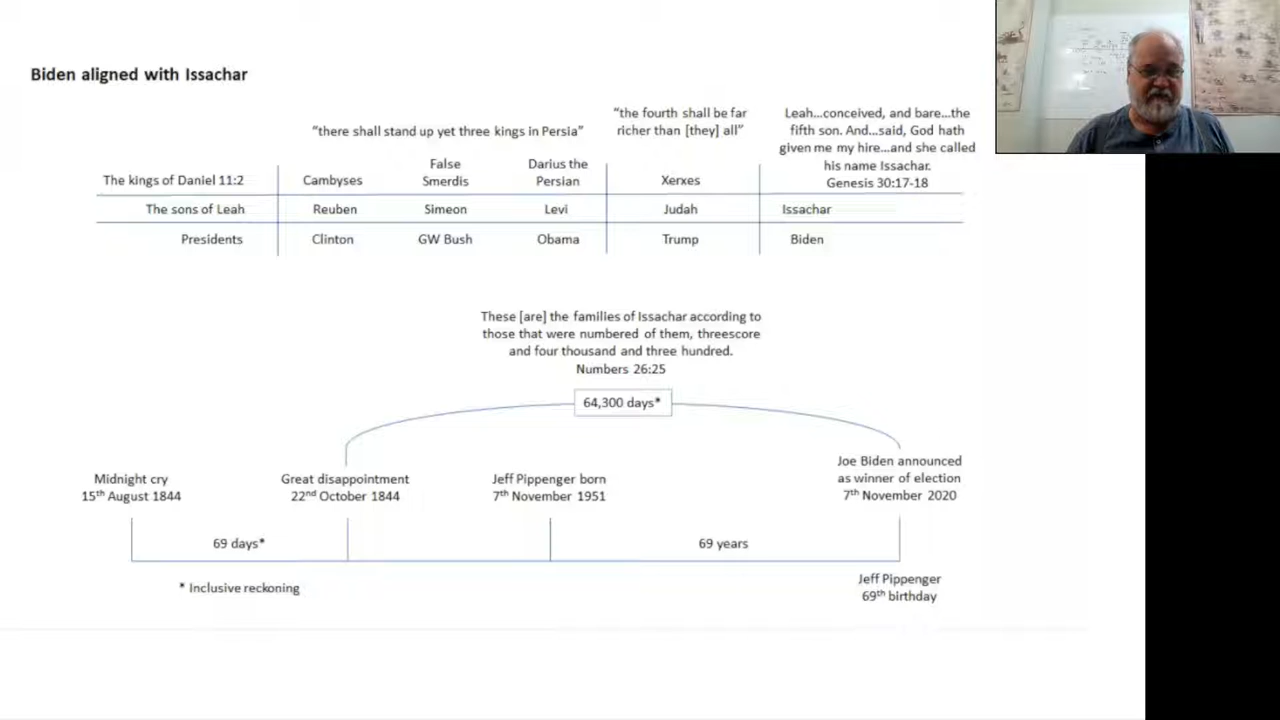 Biden aligned with Issachar
"there shall stand up yet three kings in Persia"
"the fourth shall be far
richer than [they] all"
Leah...conceived, and bare...the
fifth son. And...said, God hath
given me my hire...and she called
his name Issachar.
Genesis 30:17-18
The kings of Daniel 11:2
Cambyses
False
Smerdis
Darius the
Persian
Xerxes
The sons of Leah
Reuben
Simeon
Levi
Judah
Issachar
Presidents
Clinton
GW Bush
Obama
Trump
Biden
These [are] the families of Issachar according to
those that were numbered of them, threescore
and four thousand and three hundred.
Numbers 26:25
64,300 days*
Midnight cry
15th August 1844
Great disappointment
22nd October 1844
Jeff Pippenger born
7th November 1951
Joe Biden announced
as winner of election
7th November 2020
69 days*
69 years
* Inclusive reckoning
Jeff Pippenger
69th birthday